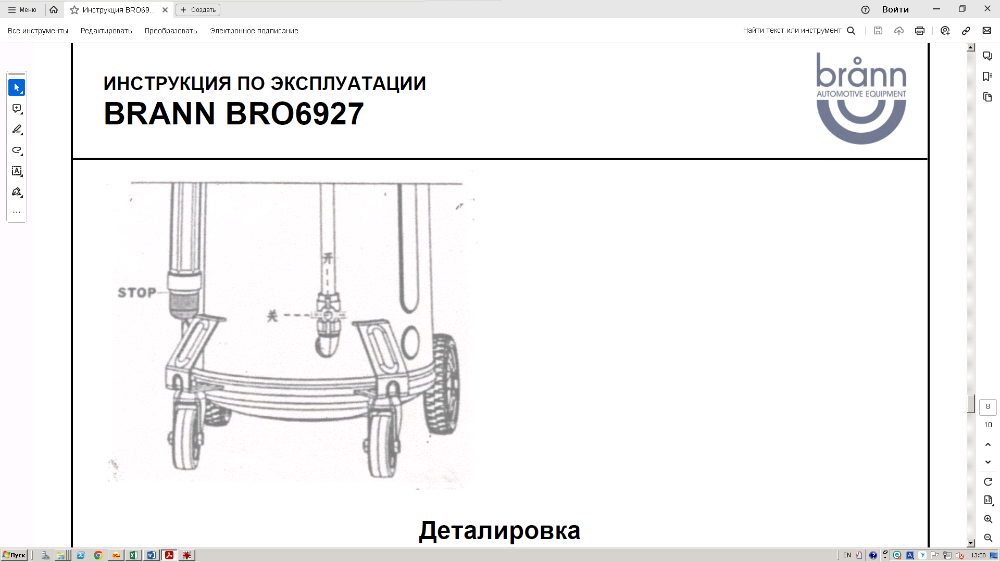 Меню
Инструкция BRO69...
Создать
Войти
Все инструменты
Редактировать
Преобразовать
Электронное подписание
Найти текст или инструмент
ИНСТРУКЦИЯ ПО ЭКСПЛУАТАЦИИ
BRANN BRO6927
brånn
AUTOMOTIVE EQUIPMENT
开
STOP
关
8
10
Деталировка
Пуск
EN
13:58